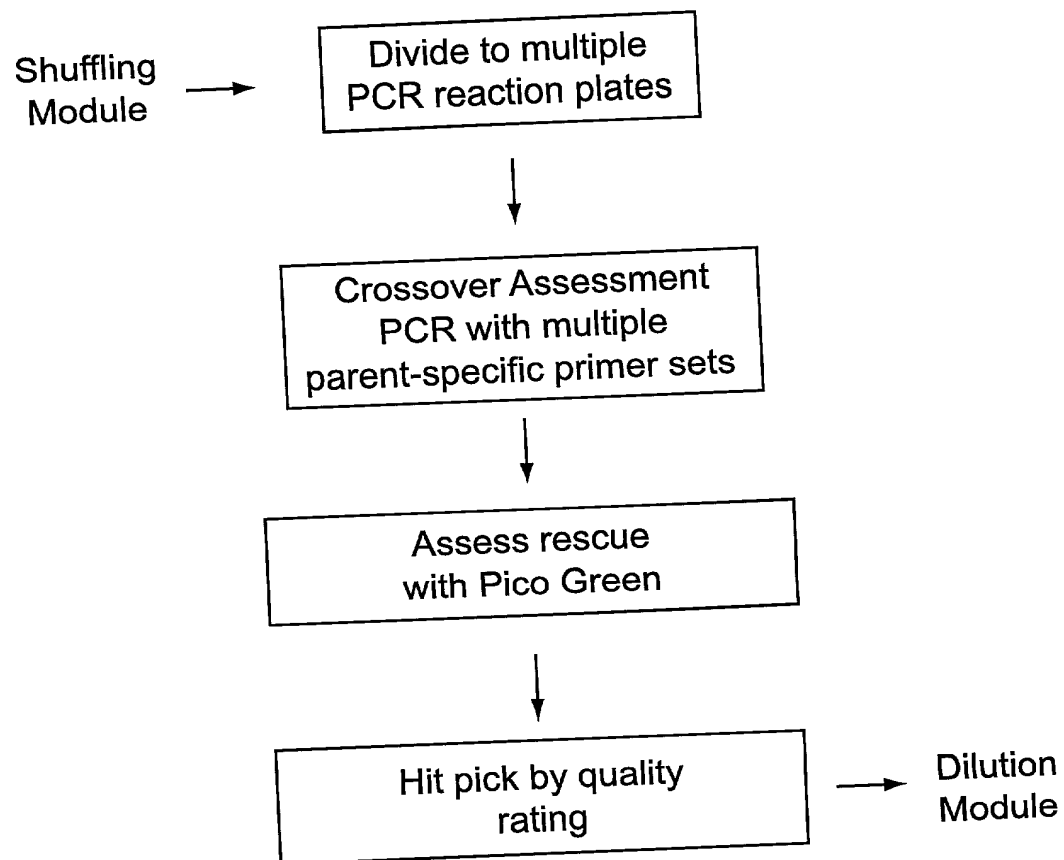 Shuffling
Module
Divide to multiple
PCR reaction plates
Crossover Assessment
PCR with multiple
parent-specific primer sets
Assess rescue
with Pico Green
Hit pick by quality
rating
Dilution
Module